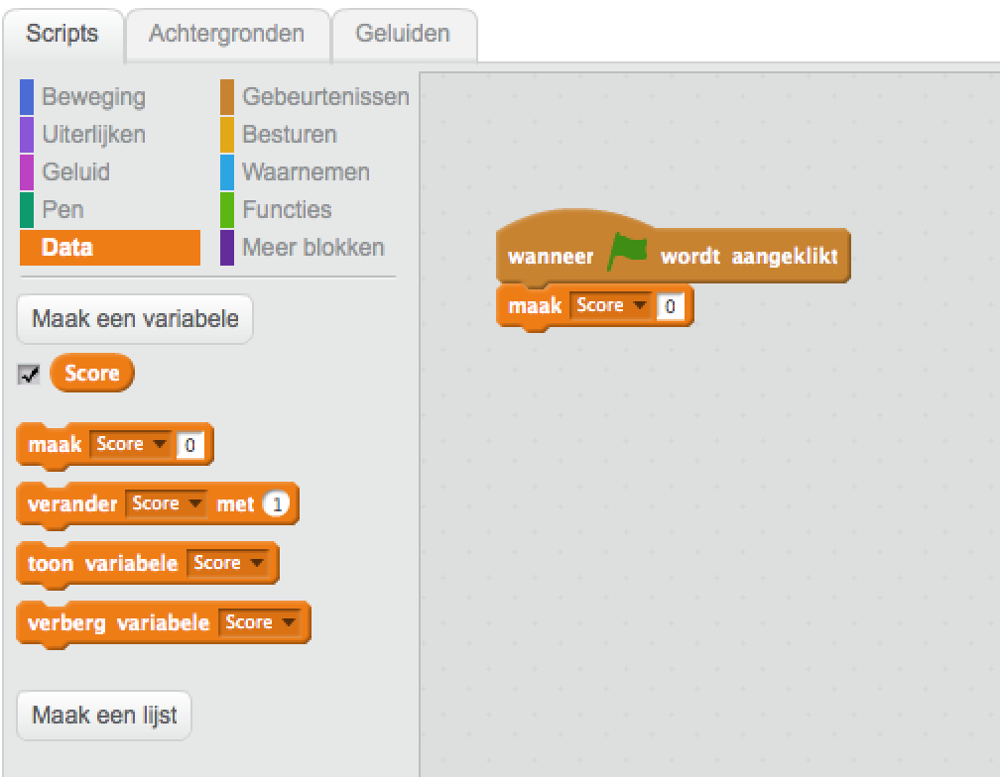 Scripts
Achtergronden
Geluiden
Beweging
Gebeurtenissen
Uiterlijken
Besturen
Geluid
Waarnemen
Pen
Functies
Data
Meer blokken
Maak een variabele
Score
maak Score 0
verander Score met 1
toon variabele Score
verberg variabele Score
Maak een lijst
wanneer wordt aangeklikt
maak Score 0